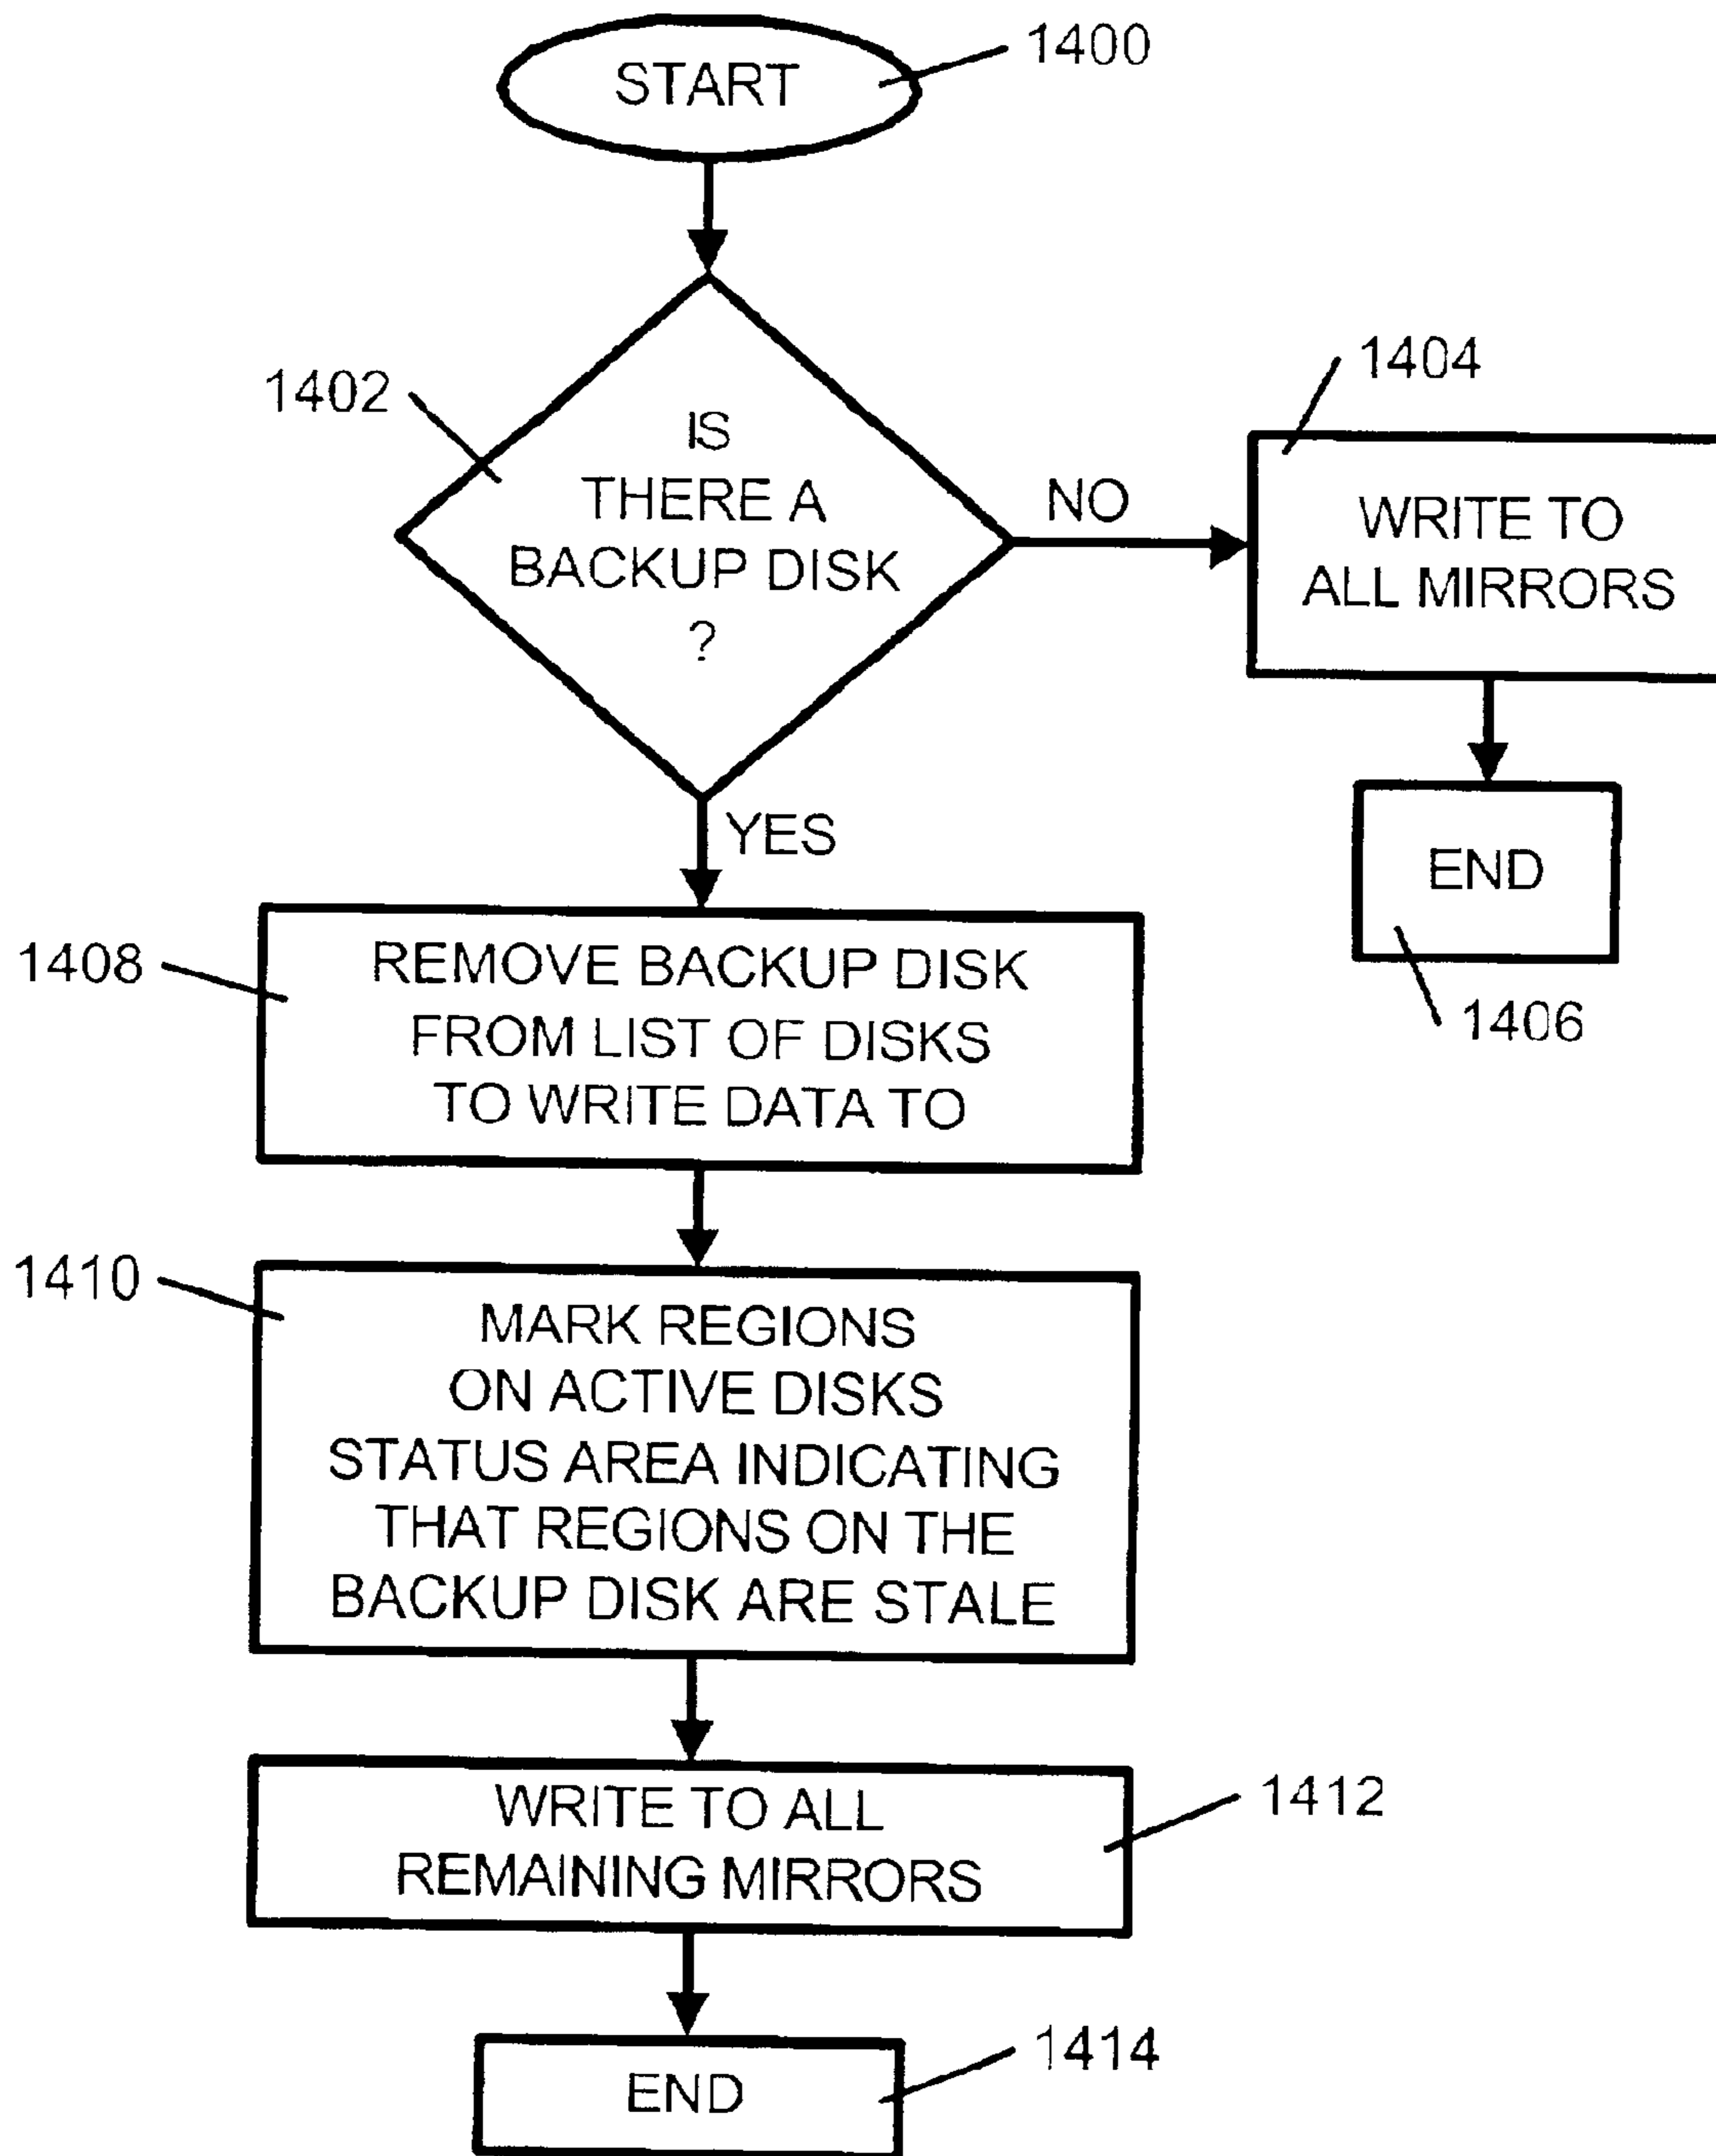 START
1400
1402
IS
THERE A
BACKUP DISK
?
NO
1404
WRITE TO
ALL MIRRORS
END
1406
YES
1408
REMOVE BACKUP DISK
FROM LIST OF DISKS
TO WRITE DATA TO
1410
MARK REGIONS
ON ACTIVE DISKS
STATUS AREA INDICATING
THAT REGIONS ON THE
BACKUP DISK ARE STALE
WRITE TO ALL
REMAINING MIRRORS
1412
END
1414